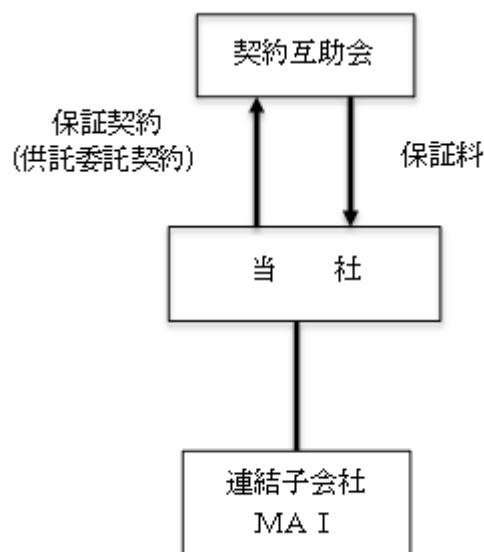 契約互助会
保証契約
(供託委託契約)
保証料
当　　社
連結子会社
ＭＡＩ